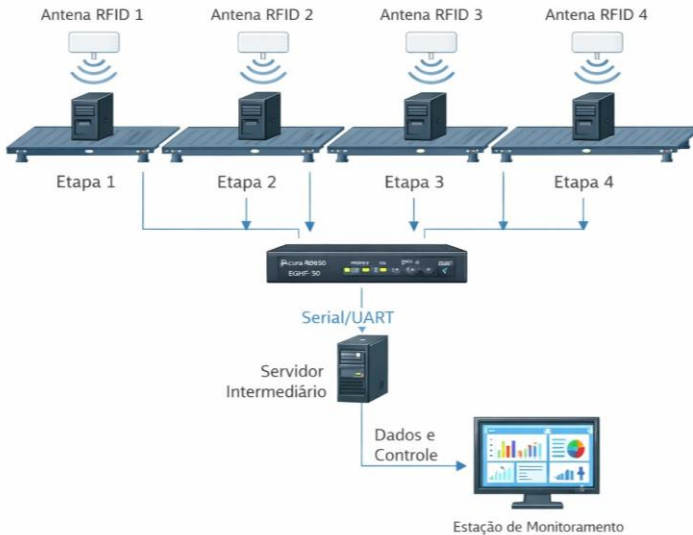 Antena RFID 1
Antena RFID 2
Antena RFID 3
Antena RFID 4
Etapa 1
Etapa 2
Etapa 3
Etapa 4
EGHF-50
Serial/UART
Servidor
Intermediário
Dados e
Controle
Estação de Monitoramento